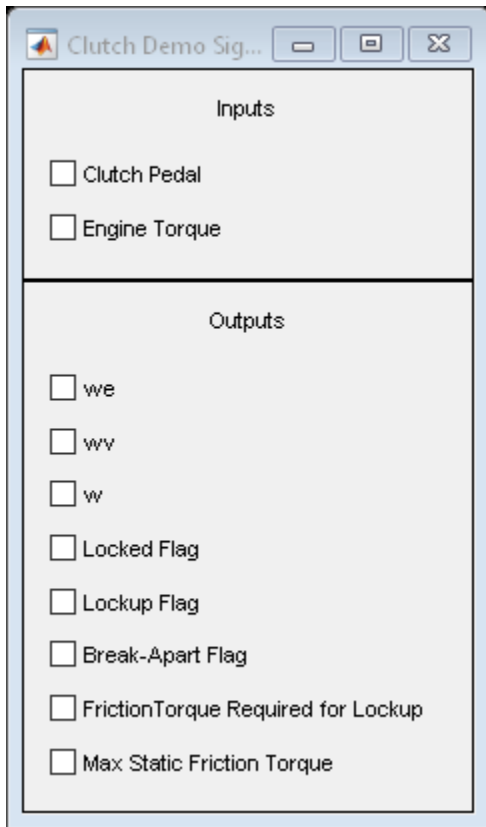 Clutch Demo Sig...
Inputs
Clutch Pedal
Engine Torque
Outputs
we
wv
w
Locked Flag
Lockup Flag
Break-Apart Flag
FrictionTorque Required for Lockup
Max Static Friction Torque